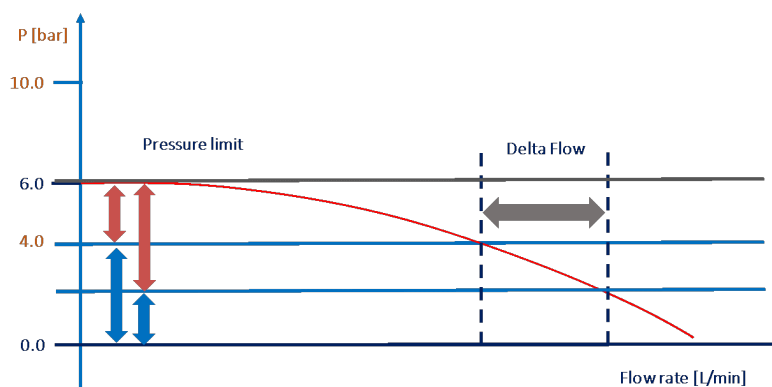 P [bar]
10.0
Pressure limit
Delta Flow
6.0
4.0
0.0
Flow rate [L/min]